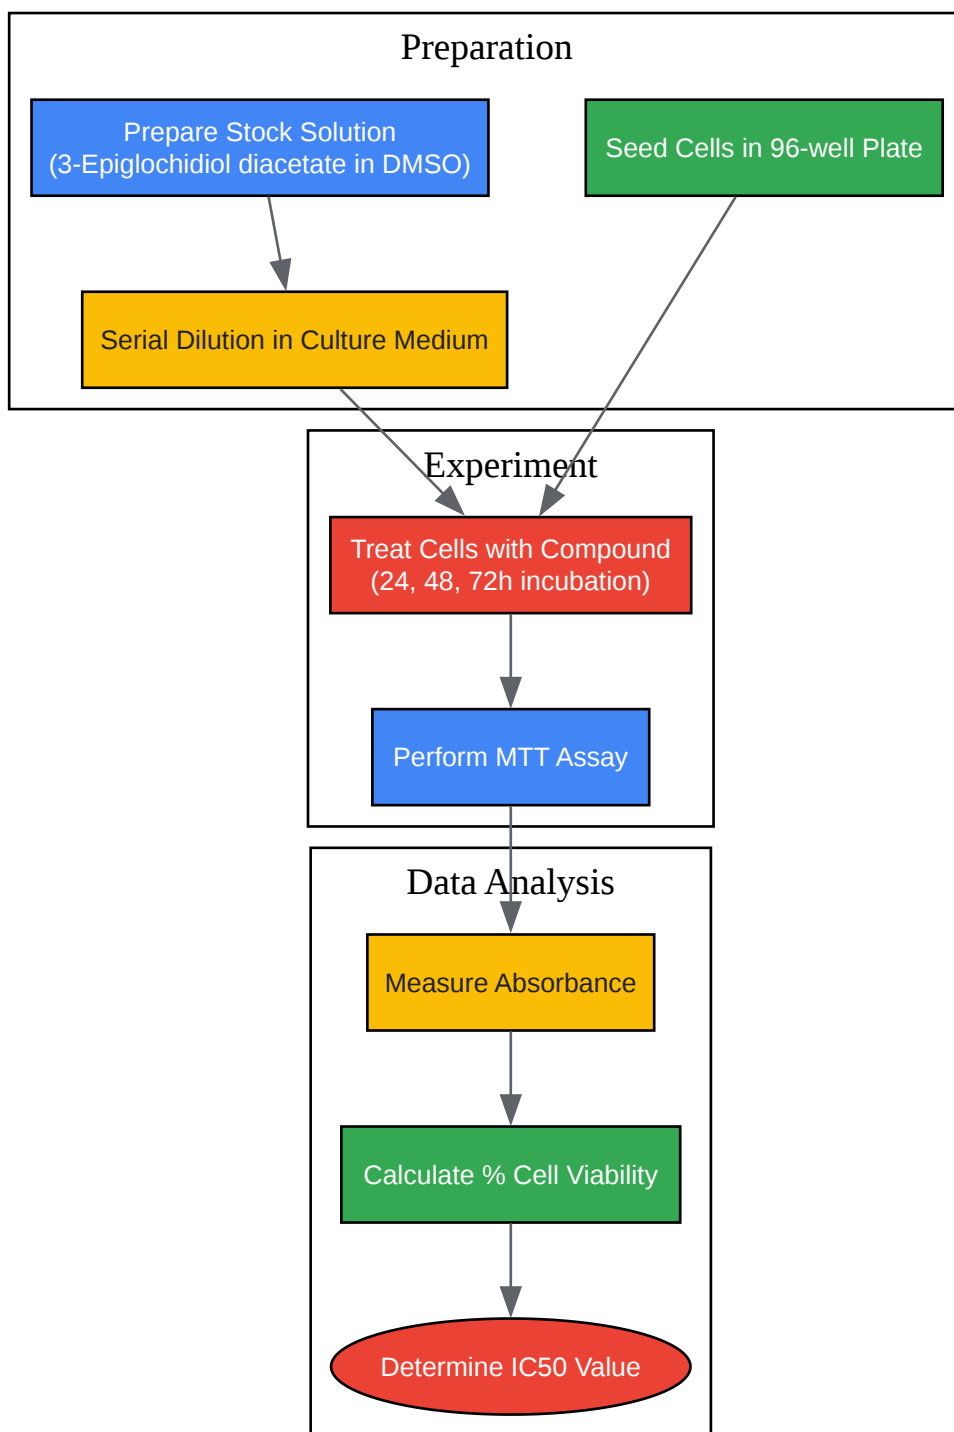 Preparation
Prepare Stock Solution
(3-Epiglochidiol diacetate in DMSO)
Seed Cells in 96-well Plate
Serial Dilution in Culture Medium
Experiment
Treat Cells with Compound
(24, 48, 72h incubation)
Perform MTT Assay
Data Analysis
Measure Absorbance
Calculate % Cell Viability
Determine IC50 Value